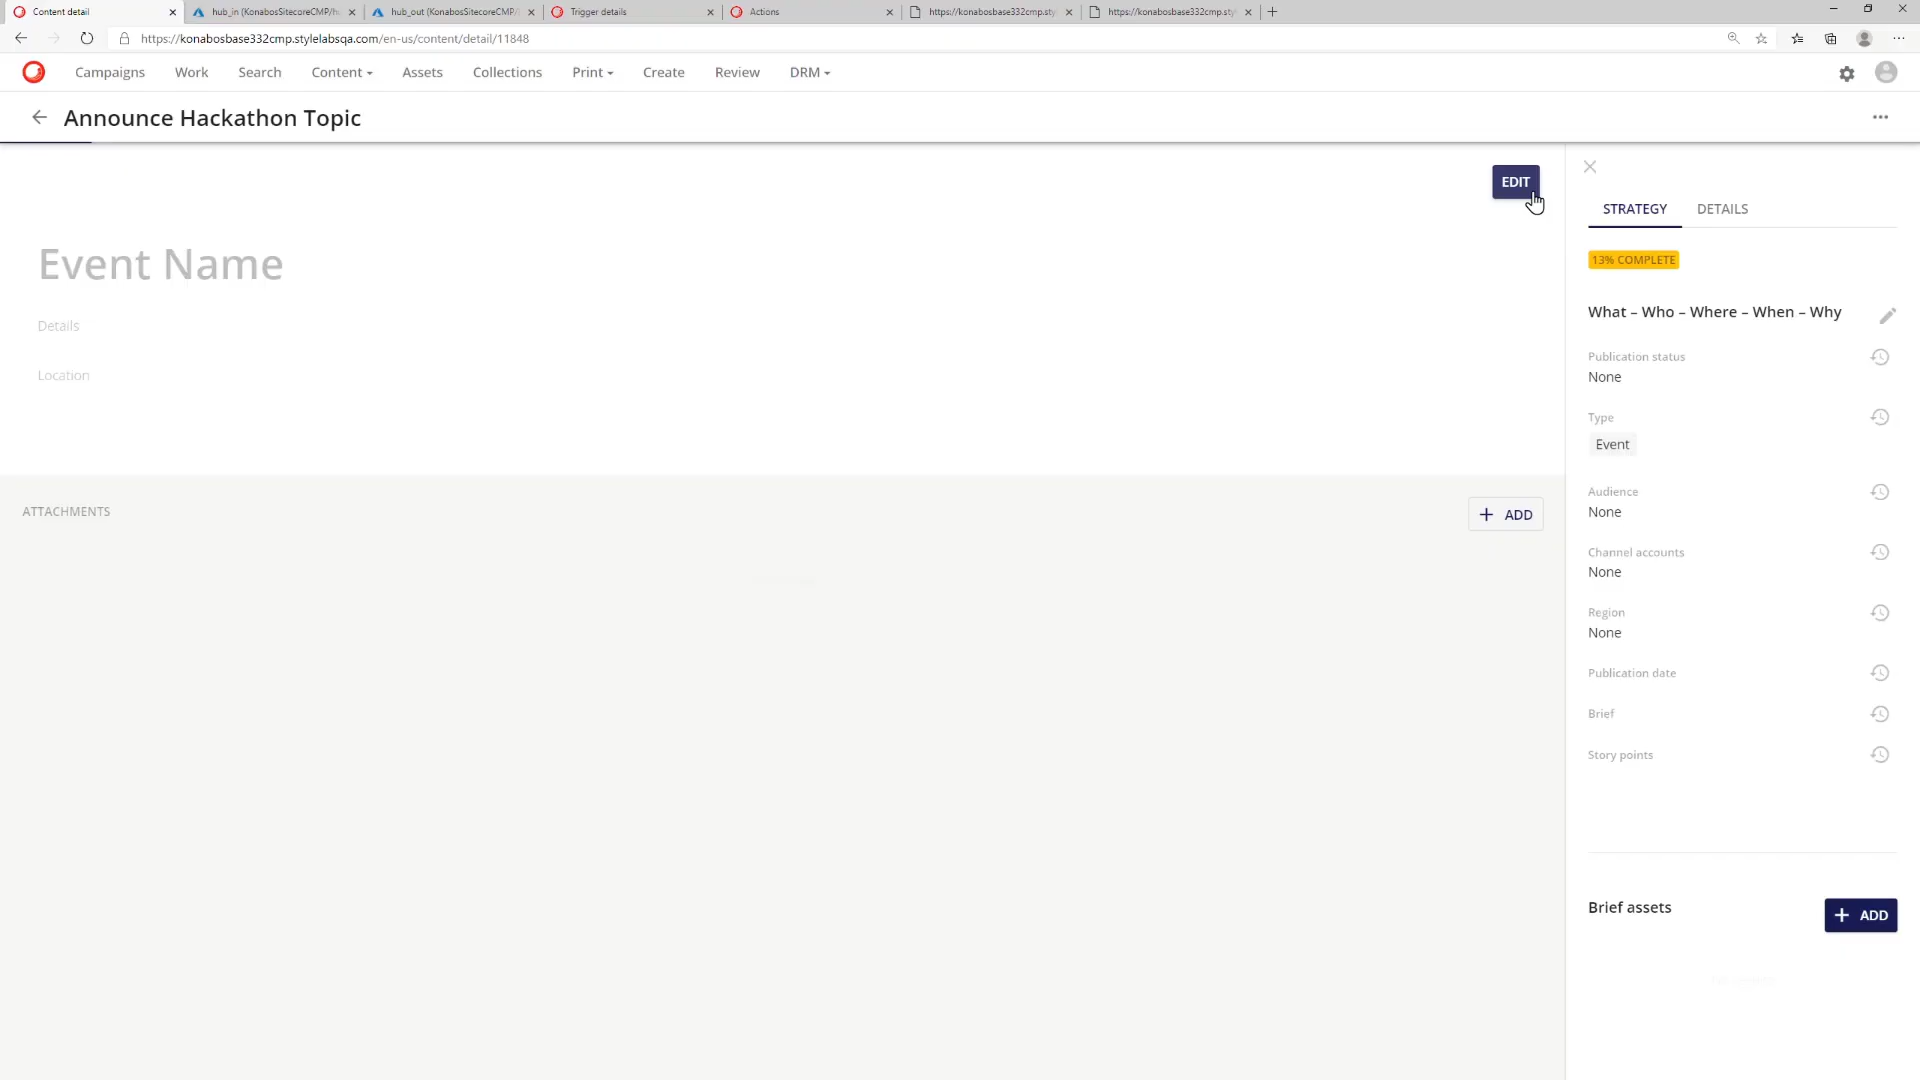 Content detail
hub_in (KonabosSitecoreCMP/h
hub_out (KonabosSitecoreCMP/
Trigger details
Actions
https://konabosbase332cmp.sty
https://konabosbase332cmp.sty
https://konabosbase332cmp.stylelabsqa.com/en-us/content/detail/11848
Campaigns
Work
Search
Content
Assets
Collections
Print
Create
Review
DRM
Announce Hackathon Topic
EDIT
Event Name
Details
Location
ATTACHMENTS
+ ADD
STRATEGY
DETAILS
13% COMPLETE
What – Who – Where – When – Why
Publication status
None
Type
Event
Audience
None
Channel accounts
None
Region
None
Publication date
Brief
Story points
Brief assets
+ ADD